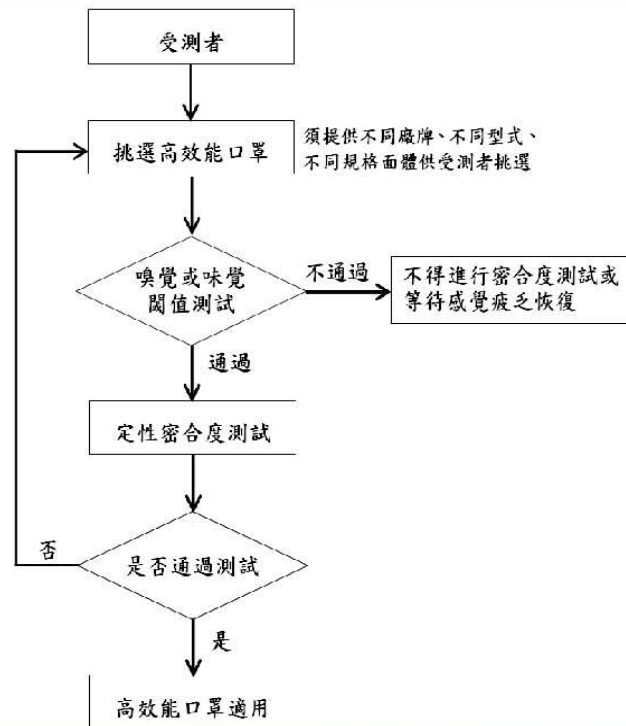 受測者
挑選高效能口罩
須提供不同廠牌、不同型式、
不同規格面體供受測者挑選
嗅覺或味覺
閾值測試
不通過
不得進行密合度測試或
等待感覺疲乏恢復
通過
定性密合度測試
否
是否通過測試
是
高效能口罩適用